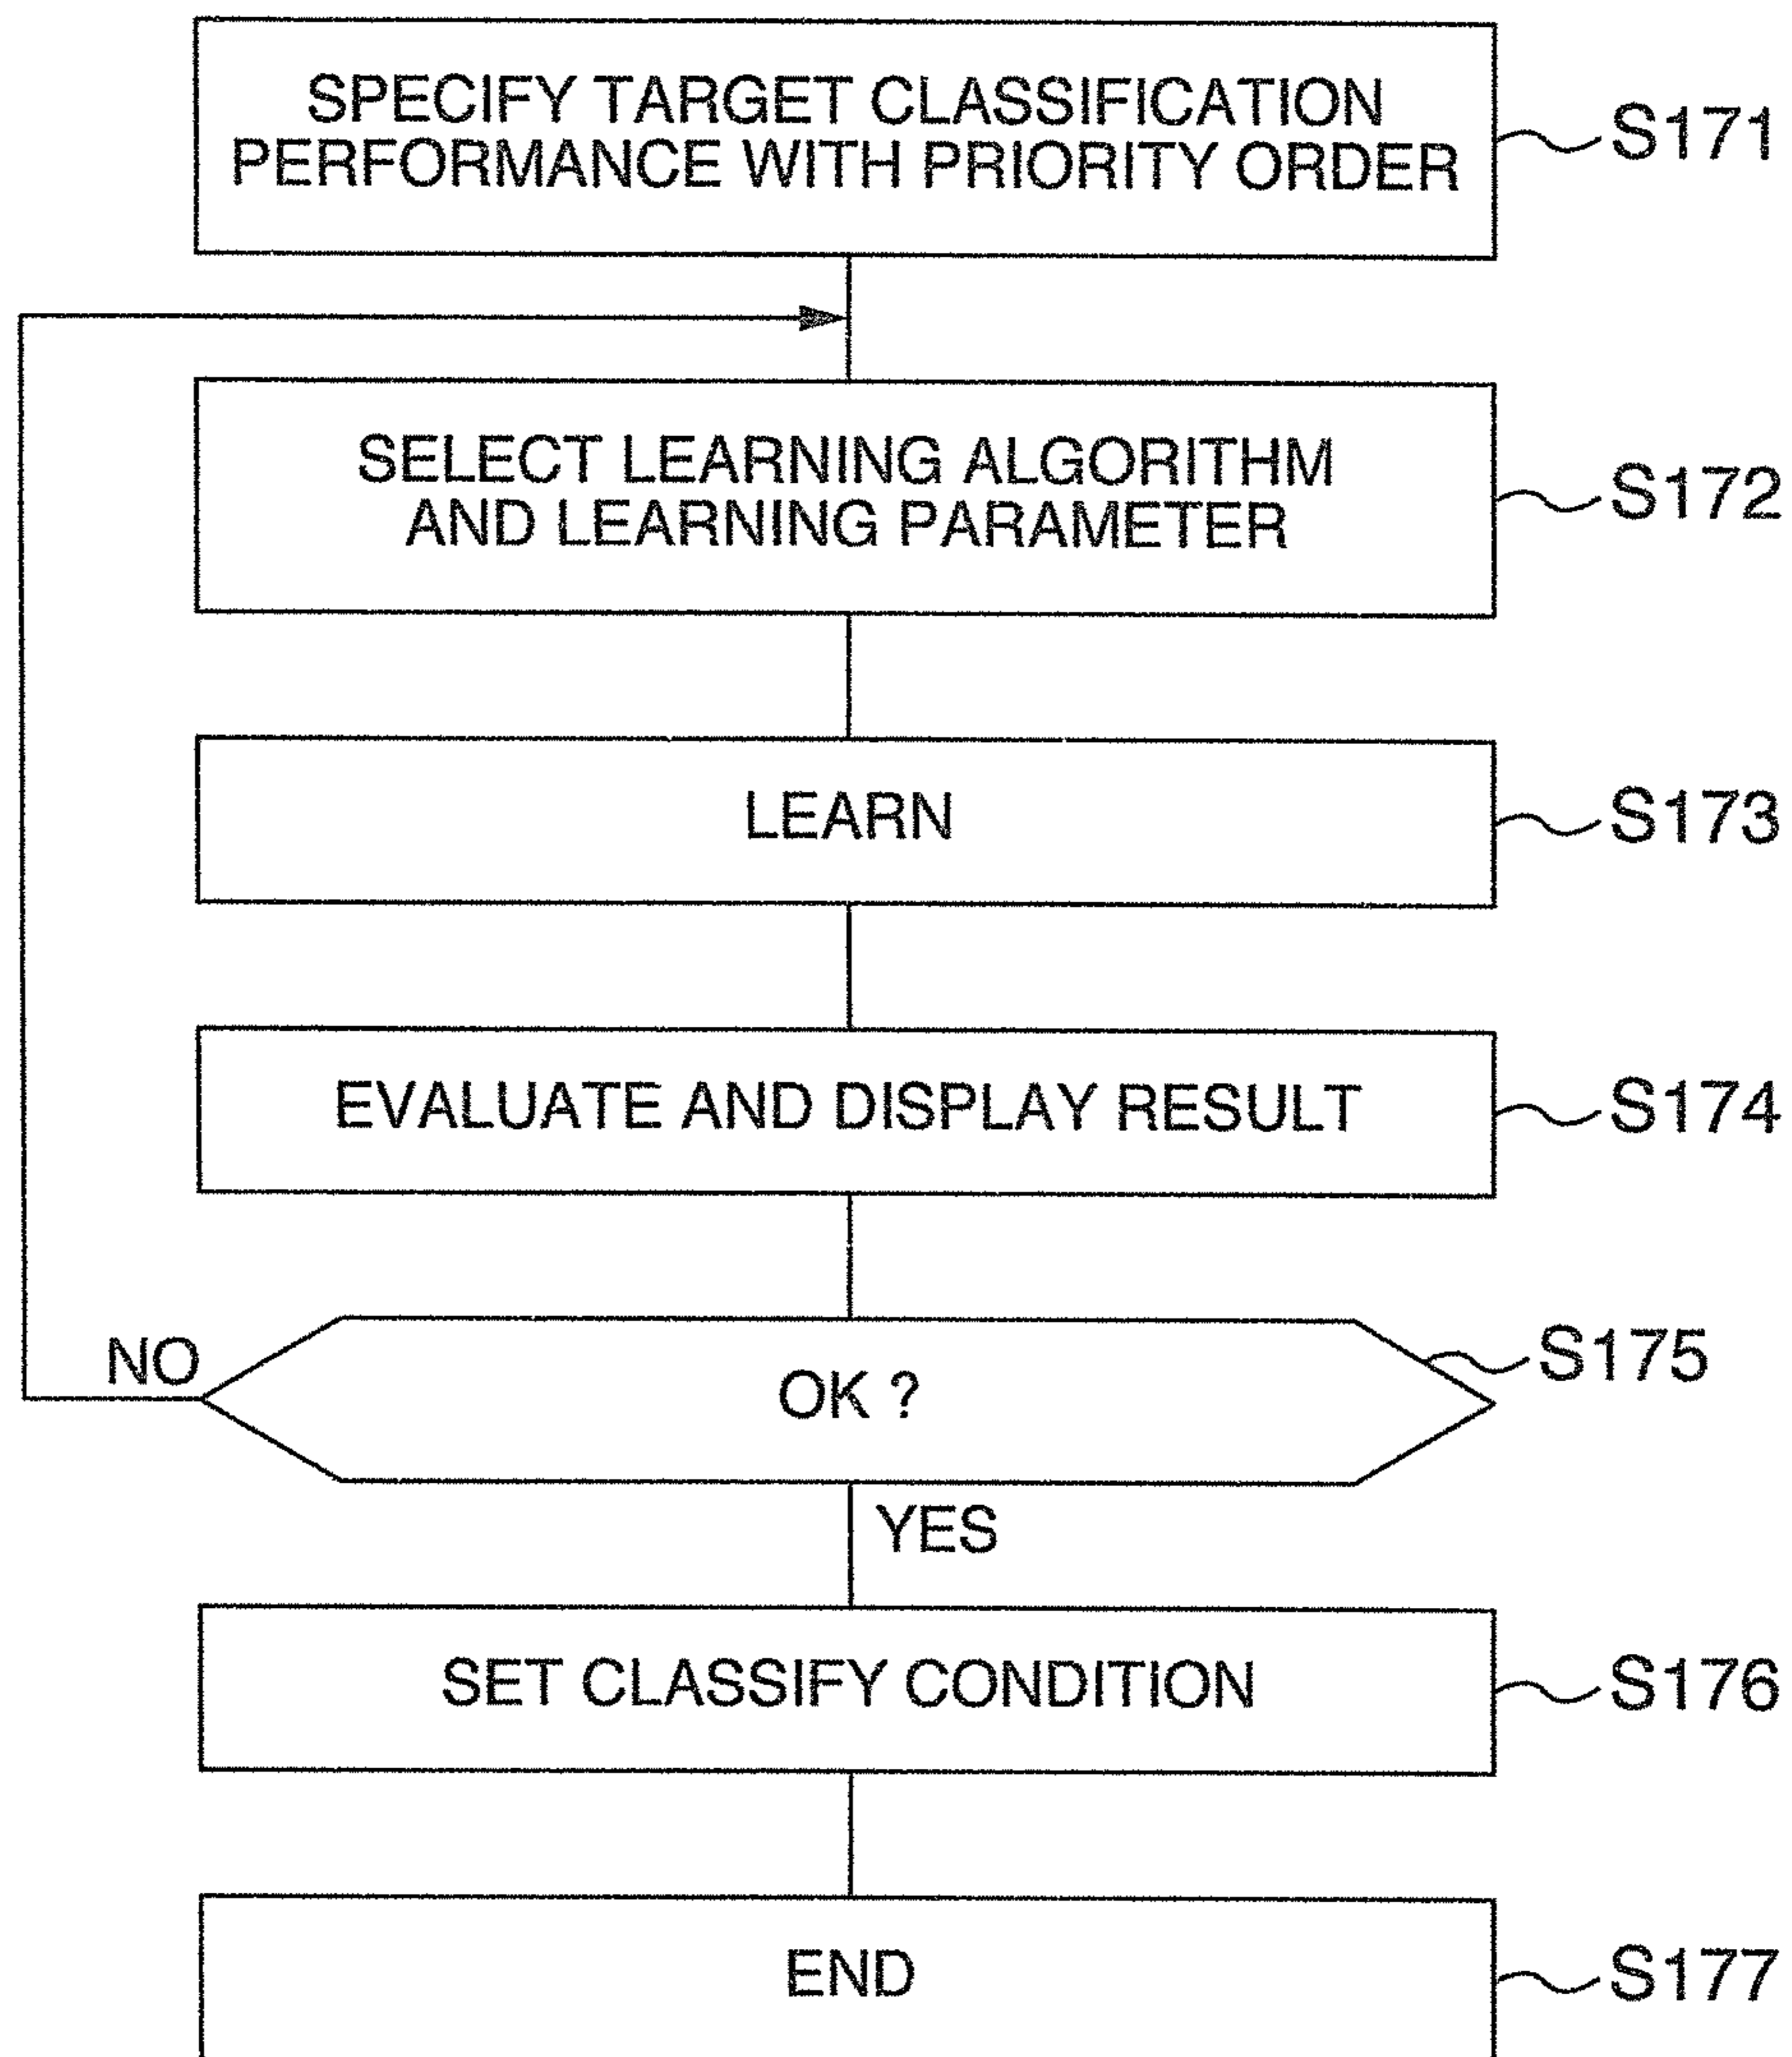 SPECIFY TARGET CLASSIFICATION
PERFORMANCE WITH PRIORITY ORDER
S171
SELECT LEARNING ALGORITHM
AND LEARNING PARAMETER
S172
LEARN
S173
EVALUATE AND DISPLAY RESULT
S174
NO
OK ?
S175
YES
SET CLASSIFY CONDITION
S176
END
S177